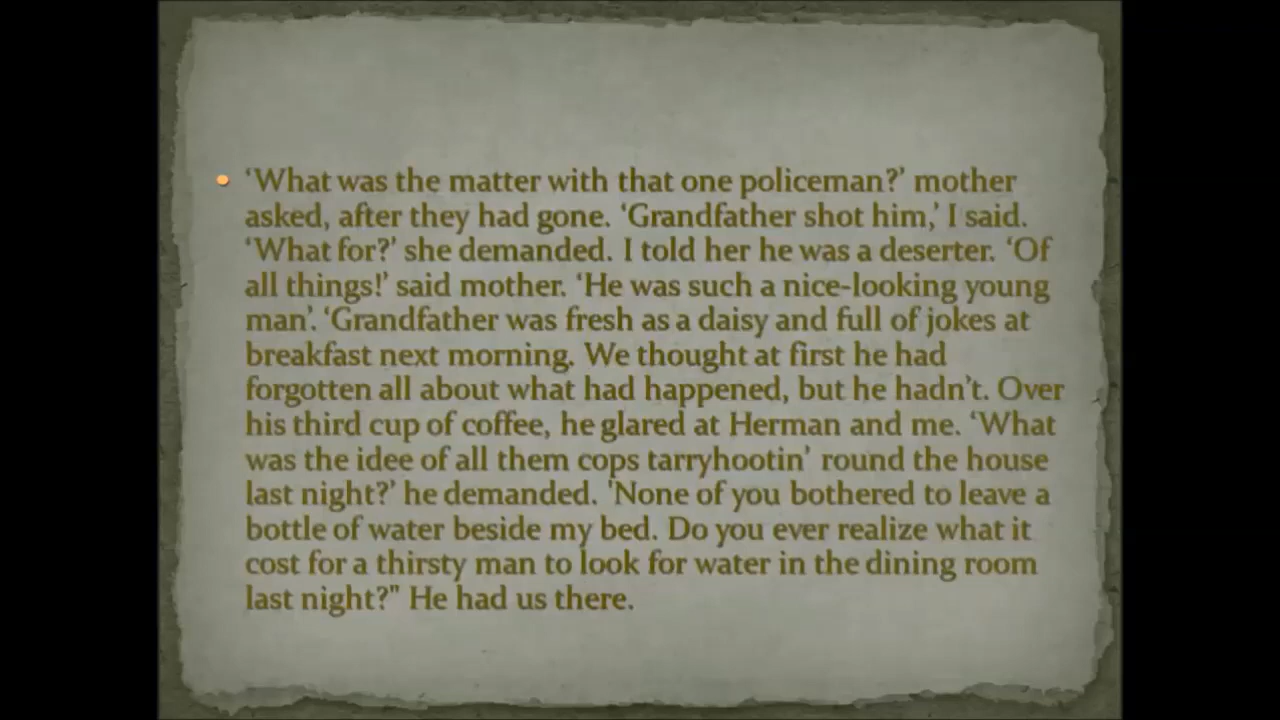 ‘What was the matter with that one policeman?’ mother
asked, after they had gone. ‘Grandfather shot him,’ I said.
‘What for?’ she demanded. I told her he was a deserter. ‘Of
all things!’ said mother. ‘He was such a nice-looking young
man’. ‘Grandfather was fresh as a daisy and full of jokes at
breakfast next morning. We thought at first he had
forgotten all about what had happened, but he hadn’t. Over
his third cup of coffee, he glared at Herman and me. ‘What
was the idee of all them cops tarryhootin’ round the house
last night?’ he demanded. 'None of you bothered to leave a
bottle of water beside my bed. Do you ever realize what it
cost for a thirsty man to look for water in the dining room
last night?" He had us there.